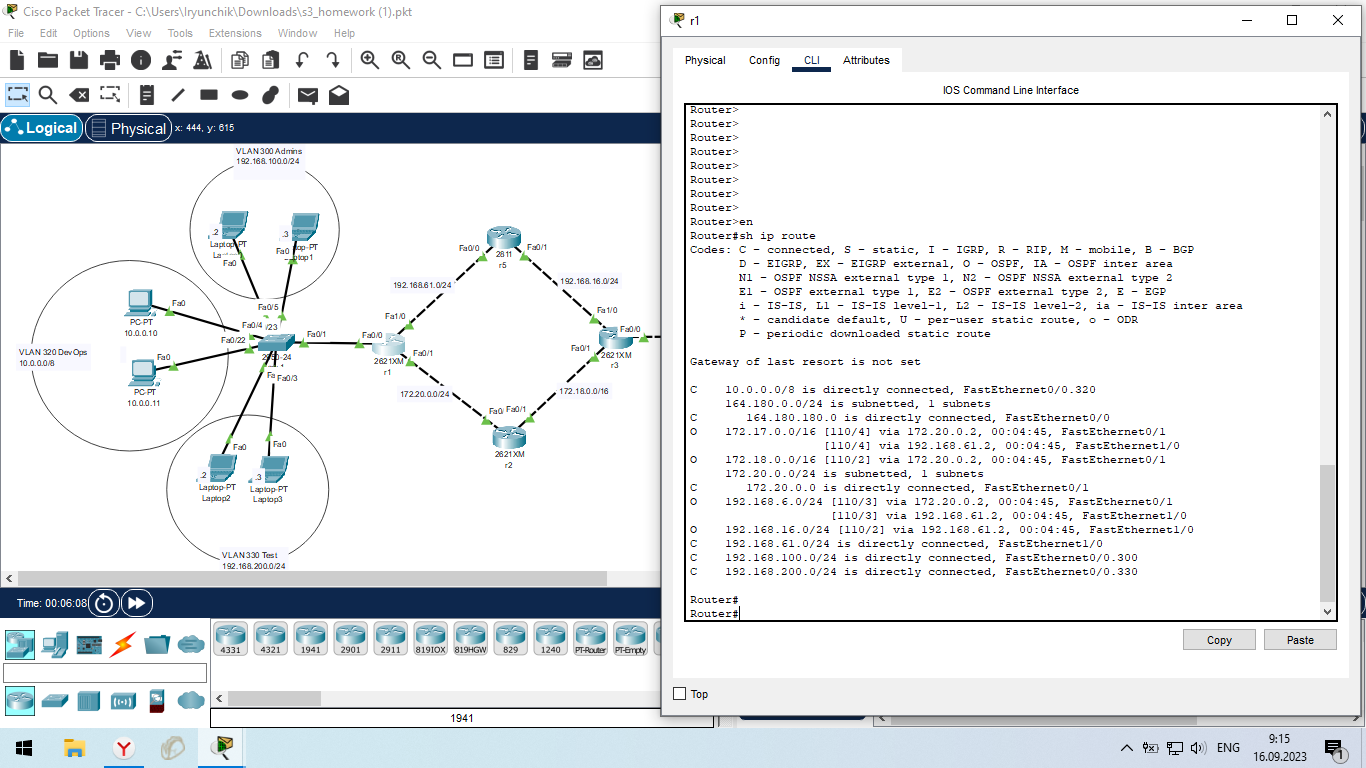 Cisco Packet Tracer - C:\Users\Iryunchik\Downloads\s3_homework (1).pkt
File Edit Options View Tools Extensions Window Help
Logical Physical x: 444, y: 615
VLAN 300 Admins
192.168.100.0/24
.2
Laptop-PT
Fa0
.3
Fa0
VLAN 320 DevOps
10.0.0.0/8
Fa0
PC-PT
10.0.0.10
Fa0
PC-PT
10.0.0.11
Fa0/5
Fa0/4
/23
Fa0/22
Fa0/1
Fa0/3
Fa0/0
Fa1/0
Fa0/1
2621XM
r1
192.168.61.0/24
172.20.0.0/24
Fa0/0
Fa0/1
2811
r5
192.168.16.0/24
Fa1/0
Fa0/0
Fa0/1
2621XM
r3
172.18.0.0/16
Fa0/
Fa0/1
2621XM
r2
Fa0
Fa0
.2
Laptop-PT
Laptop2
.3
Laptop-PT
Laptop3
VLAN 330 Test
192.168.200.0/24
Time: 00:06:08
4331 4321 1941 2901 2911 819IOX 819HGW 829 1240 PT-Router PT-Empty
1941
r1
Physical Config CLI Attributes
IOS Command Line Interface
Router>
Router>
Router>
Router>
Router>
Router>
Router>
Router>
Router>en
Router#sh ip route
Codes: C - connected, S - static, I - IGRP, R - RIP, M - mobile, B - BGP
D - EIGRP, EX - EIGRP external, O - OSPF, IA - OSPF inter area
N1 - OSPF NSSA external type 1, N2 - OSPF NSSA external type 2
E1 - OSPF external type 1, E2 - OSPF external type 2, E - EGP
i - IS-IS, L1 - IS-IS level-1, L2 - IS-IS level-2, ia - IS-IS inter area
* - candidate default, U - per-user static route, o - ODR
P - periodic downloaded static route
Gateway of last resort is not set
C 10.0.0.0/8 is directly connected, FastEthernet0/0.320
164.180.0.0/24 is subnetted, 1 subnets
C 164.180.180.0 is directly connected, FastEthernet0/0
O 172.17.0.0/16 [110/4] via 172.20.0.2, 00:04:45, FastEthernet0/1
[110/4] via 192.168.61.2, 00:04:45, FastEthernet1/0
O 172.18.0.0/16 [110/2] via 172.20.0.2, 00:04:45, FastEthernet0/1
172.20.0.0/24 is subnetted, 1 subnets
C 172.20.0.0 is directly connected, FastEthernet0/1
O 192.168.6.0/24 [110/3] via 172.20.0.2, 00:04:45, FastEthernet0/1
[110/3] via 192.168.61.2, 00:04:45, FastEthernet1/0
O 192.168.16.0/24 [110/2] via 192.168.61.2, 00:04:45, FastEthernet1/0
C 192.168.61.0/24 is directly connected, FastEthernet1/0
C 192.168.100.0/24 is directly connected, FastEthernet0/0.300
C 192.168.200.0/24 is directly connected, FastEthernet0/0.330
Router#
Router#
Copy Paste
Top
ENG
9:15
16.09.2023
1